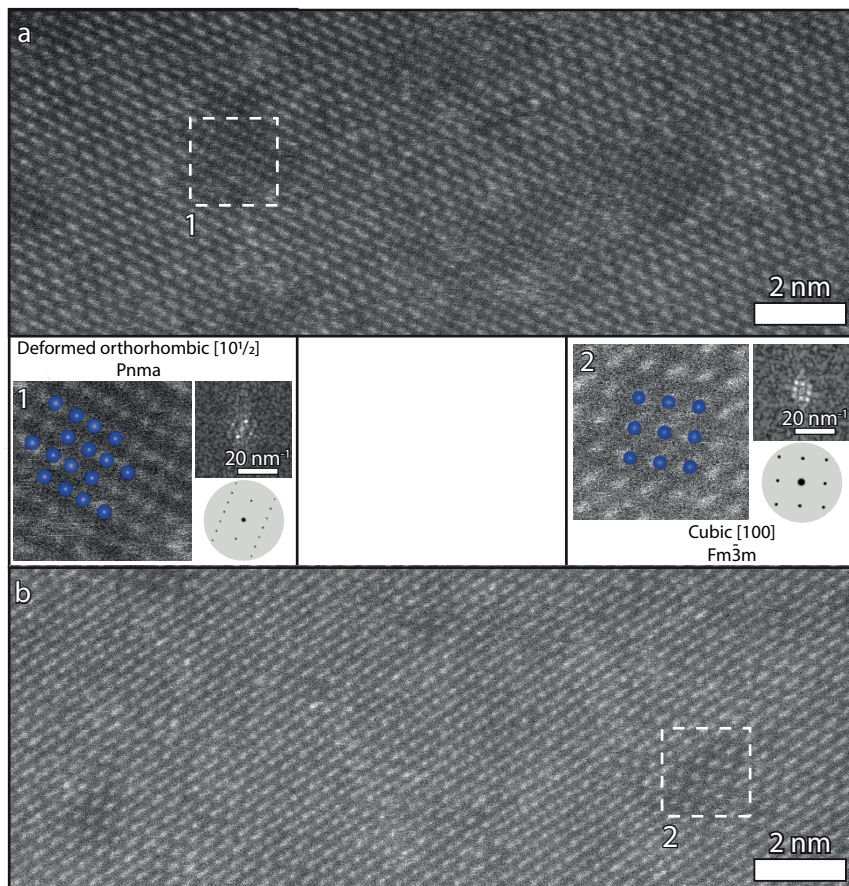 a
1
2 nm
Deformed orthorhombic [10¹/₂]
Pnma
1
20 nm⁻¹
2
20 nm⁻¹
Cubic [100]
Fm3̅m
b
2
2 nm